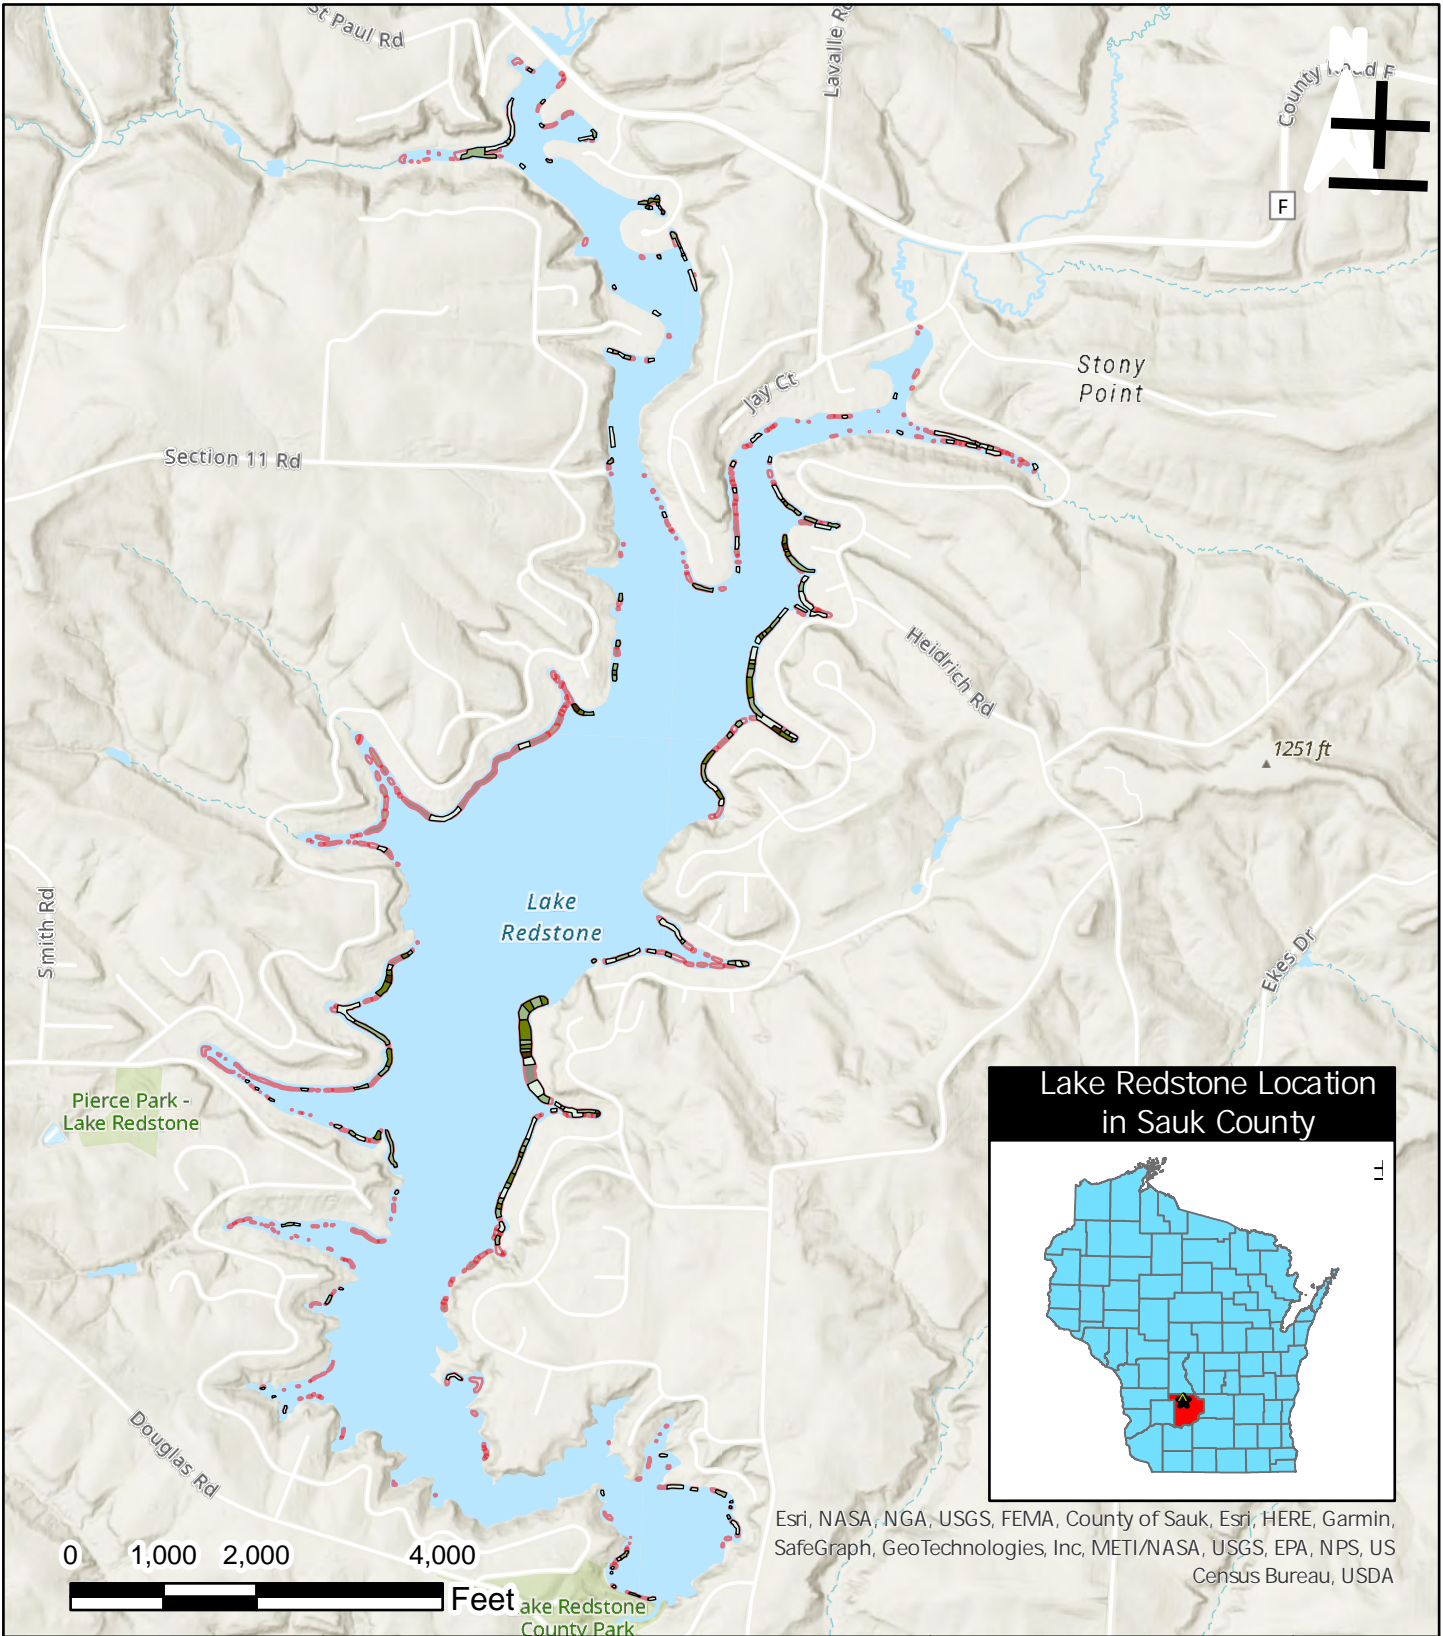 St Paul Rd
Lavalle Rd
N
County Road F
F
Stony
Point
Jay Ct
Section 11 Rd
Heidrich Rd
1251 ft
Lake
Redstone
Smith Rd
Ekes Dr
Pierce Park -
Lake Redstone
Lake Redstone Location
in Sauk County
Douglas Rd
Esri, NASA, NGA, USGS, FEMA, County of Sauk, Esri, HERE, Garmin,
SafeGraph, GeoTechnologies, Inc, METI/NASA, USGS, EPA, NPS, US
Census Bureau, USDA
0 1,000 2,000 4,000
Feet
Lake Redstone
County Park